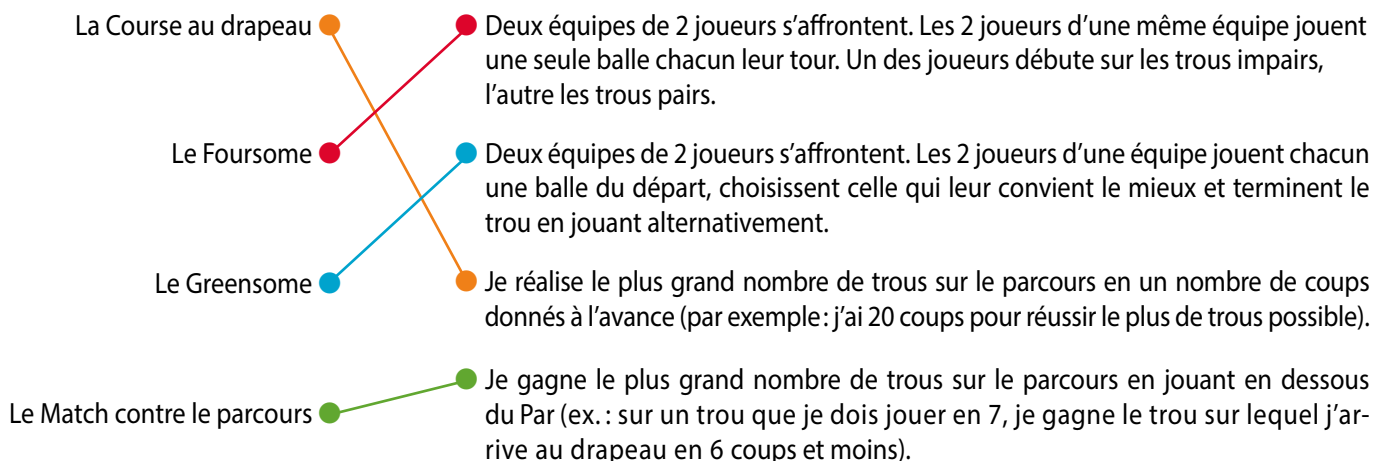 La Course au drapeau
Deux équipes de 2 joueurs s’affrontent. Les 2 joueurs d’une même équipe jouent
une seule balle chacun leur tour. Un des joueurs débute sur les trous impairs,
l’autre les trous pairs.
Le Foursome
Deux équipes de 2 joueurs s’affrontent. Les 2 joueurs d’une équipe jouent chacun
une balle du départ, choisissent celle qui leur convient le mieux et terminent le
trou en jouant alternativement.
Le Greensome
Je réalise le plus grand nombre de trous sur le parcours en un nombre de coups
donnés à l’avance (par exemple : j’ai 20 coups pour réussir le plus de trous possible).
Le Match contre le parcours
Je gagne le plus grand nombre de trous sur le parcours en jouant en dessous
du Par (ex. : sur un trou que je dois jouer en 7, je gagne le trou sur lequel j’ar-
rive au drapeau en 6 coups et moins).